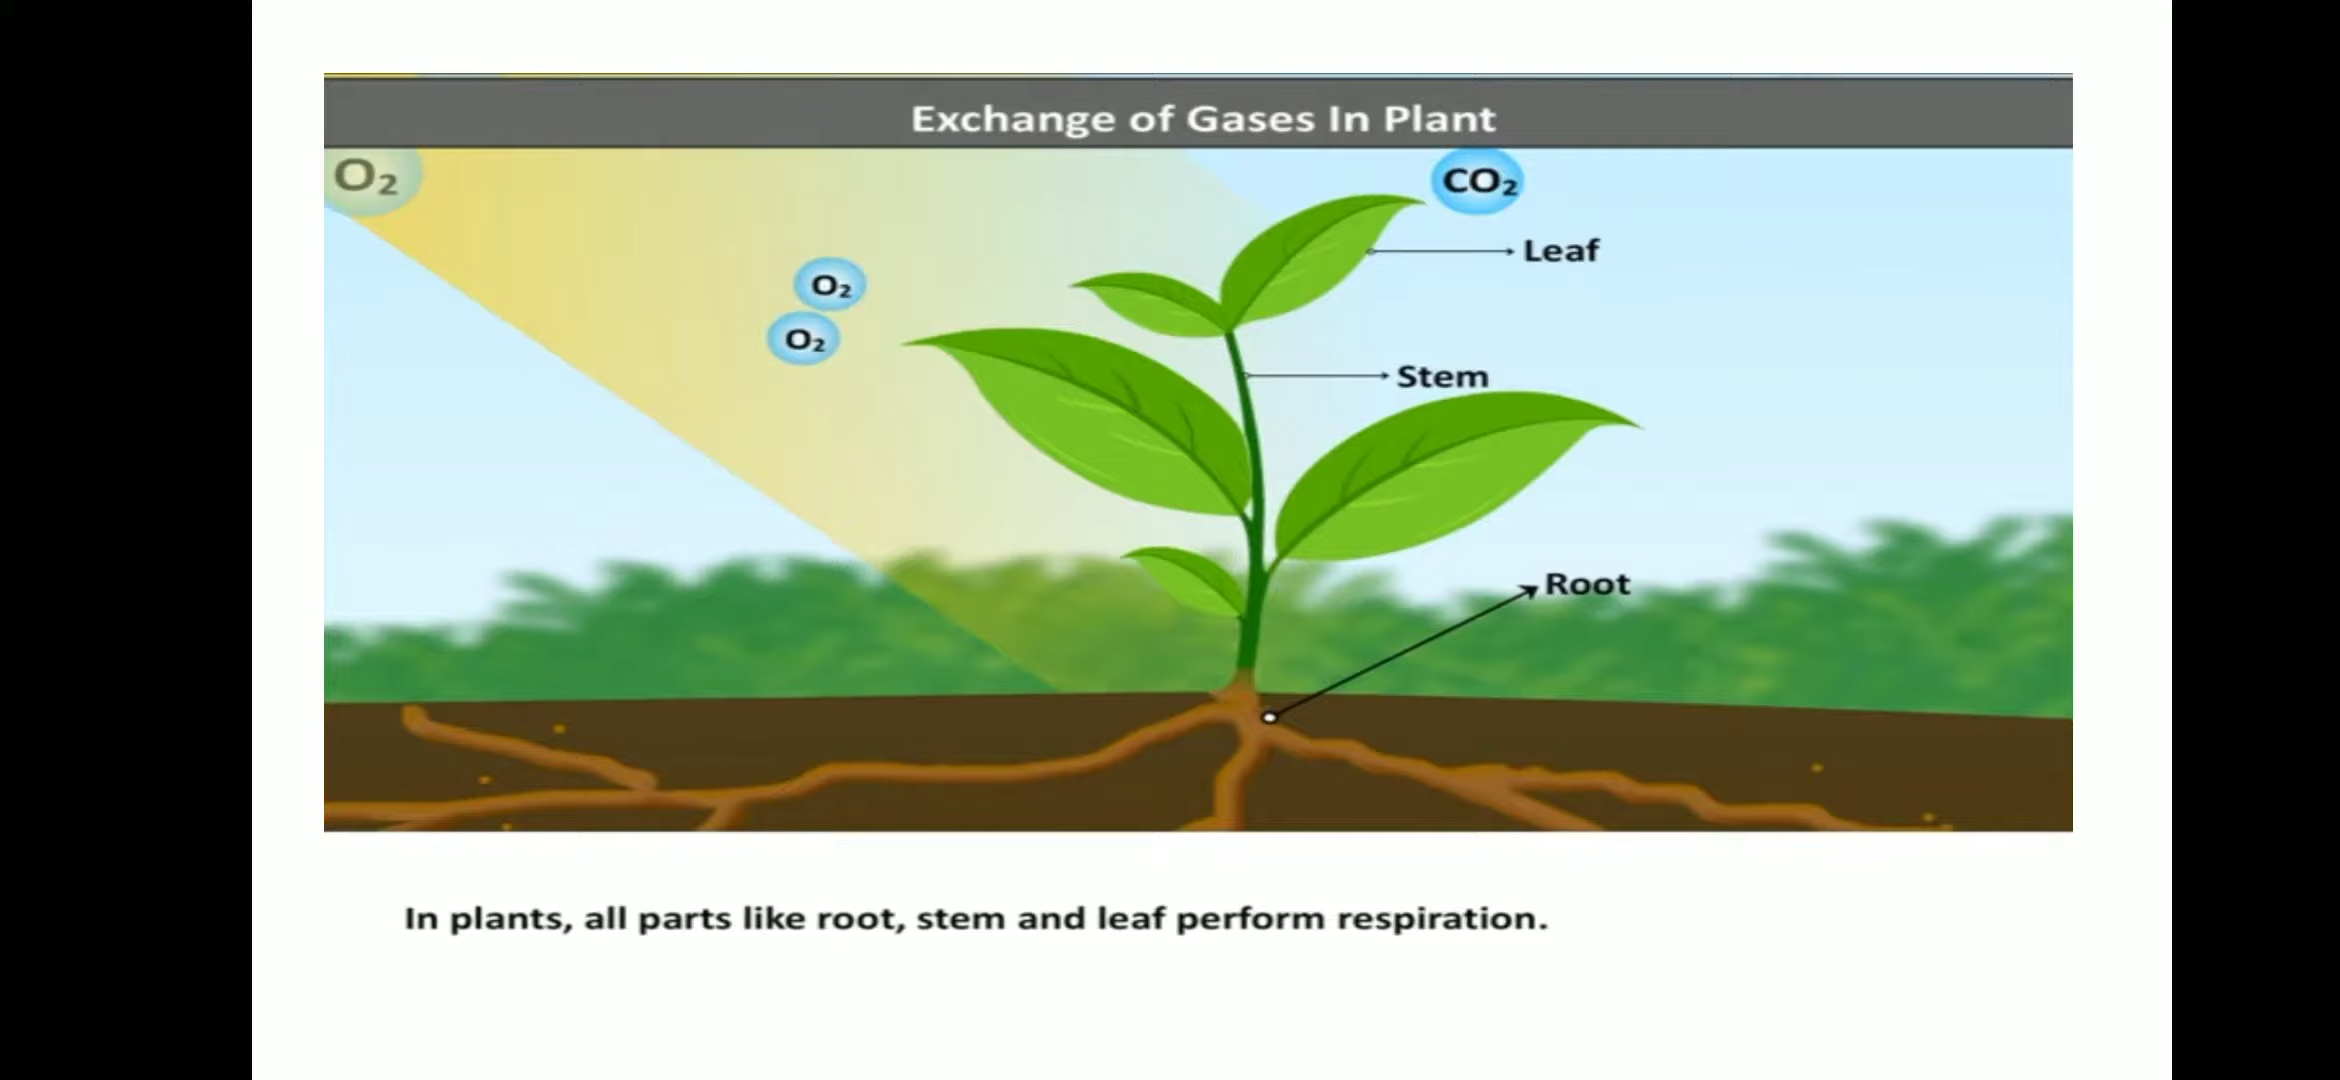 Exchange of Gases In Plant
O₂
CO₂
Leaf
O₂
O₂
Stem
Root
In plants, all parts like root, stem and leaf perform respiration.